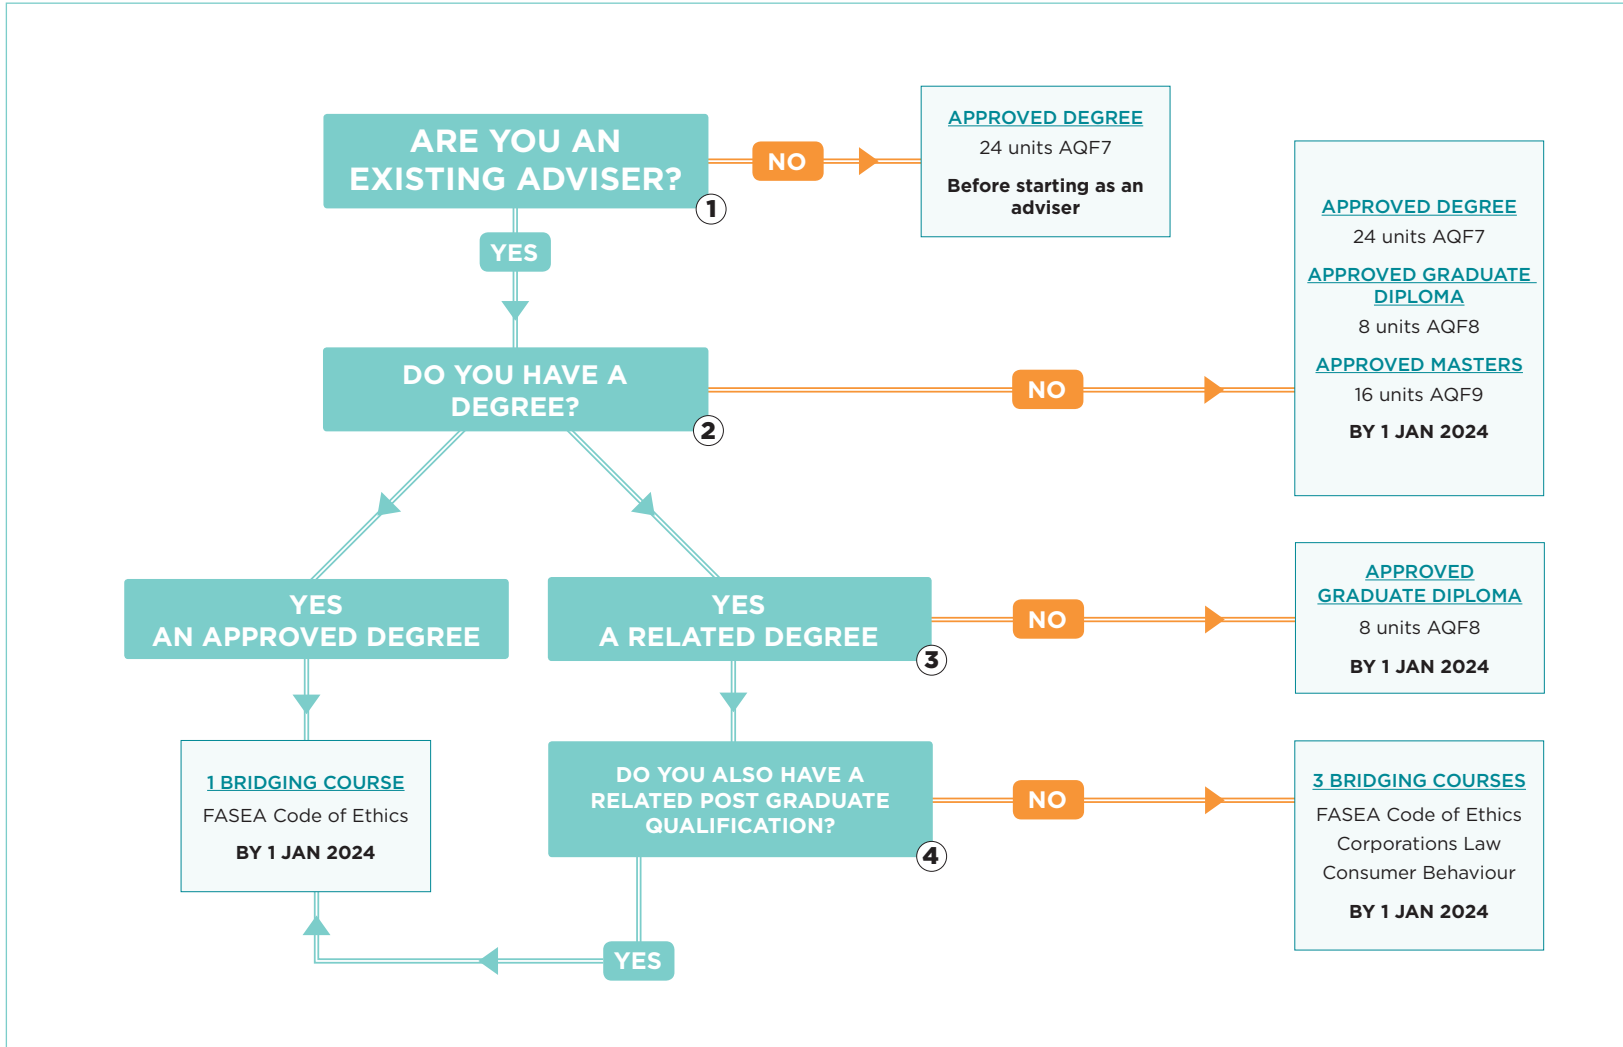 ARE YOU AN
EXISTING ADVISER?
1
NO
APPROVED DEGREE
24 units AQF7
Before starting as an
adviser
YES
DO YOU HAVE A
DEGREE?
2
NO
APPROVED DEGREE
24 units AQF7
APPROVED GRADUATE
DIPLOMA
8 units AQF8
APPROVED MASTERS
16 units AQF9
BY 1 JAN 2024
YES
AN APPROVED DEGREE
YES
A RELATED DEGREE
3
NO
APPROVED
GRADUATE DIPLOMA
8 units AQF8
BY 1 JAN 2024
1 BRIDGING COURSE
FASEA Code of Ethics
BY 1 JAN 2024
DO YOU ALSO HAVE A
RELATED POST GRADUATE
QUALIFICATION?
4
NO
3 BRIDGING COURSES
FASEA Code of Ethics
Corporations Law
Consumer Behaviour
BY 1 JAN 2024
YES